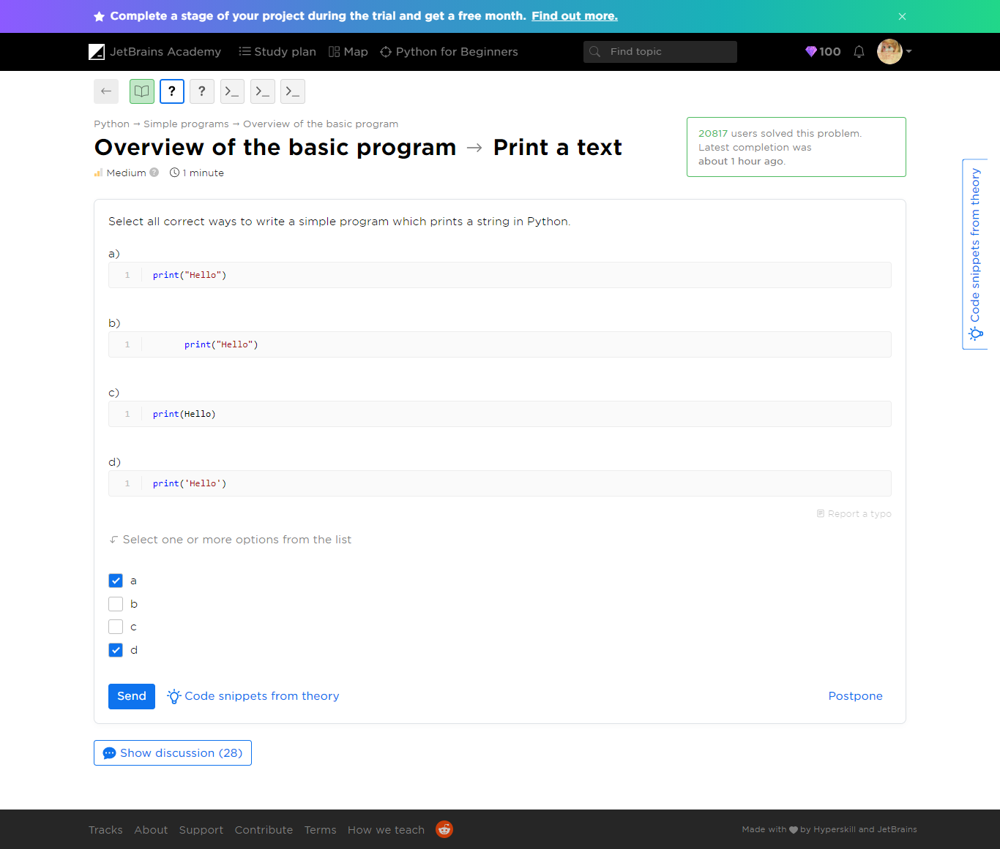 Complete a stage of your project during the trial and get a free month. Find out more.
JetBrains Academy Study plan Map Python for Beginners Find topic 100
? ? >_ >_ >_
Python → Simple programs → Overview of the basic program
Overview of the basic program → Print a text
Medium ? 1 minute
20817 users solved this problem.
Latest completion was
about 1 hour ago.
Code snippets from theory
Select all correct ways to write a simple program which prints a string in Python.
a)
1 print("Hello")
b)
1 print("Hello")
c)
1 print(Hello)
d)
1 print('Hello')
Report a typo
Select one or more options from the list
a
b
c
d
Send Code snippets from theory Postpone
Show discussion (28)
Tracks About Support Contribute Terms How we teach Made with by Hyperskill and JetBrains